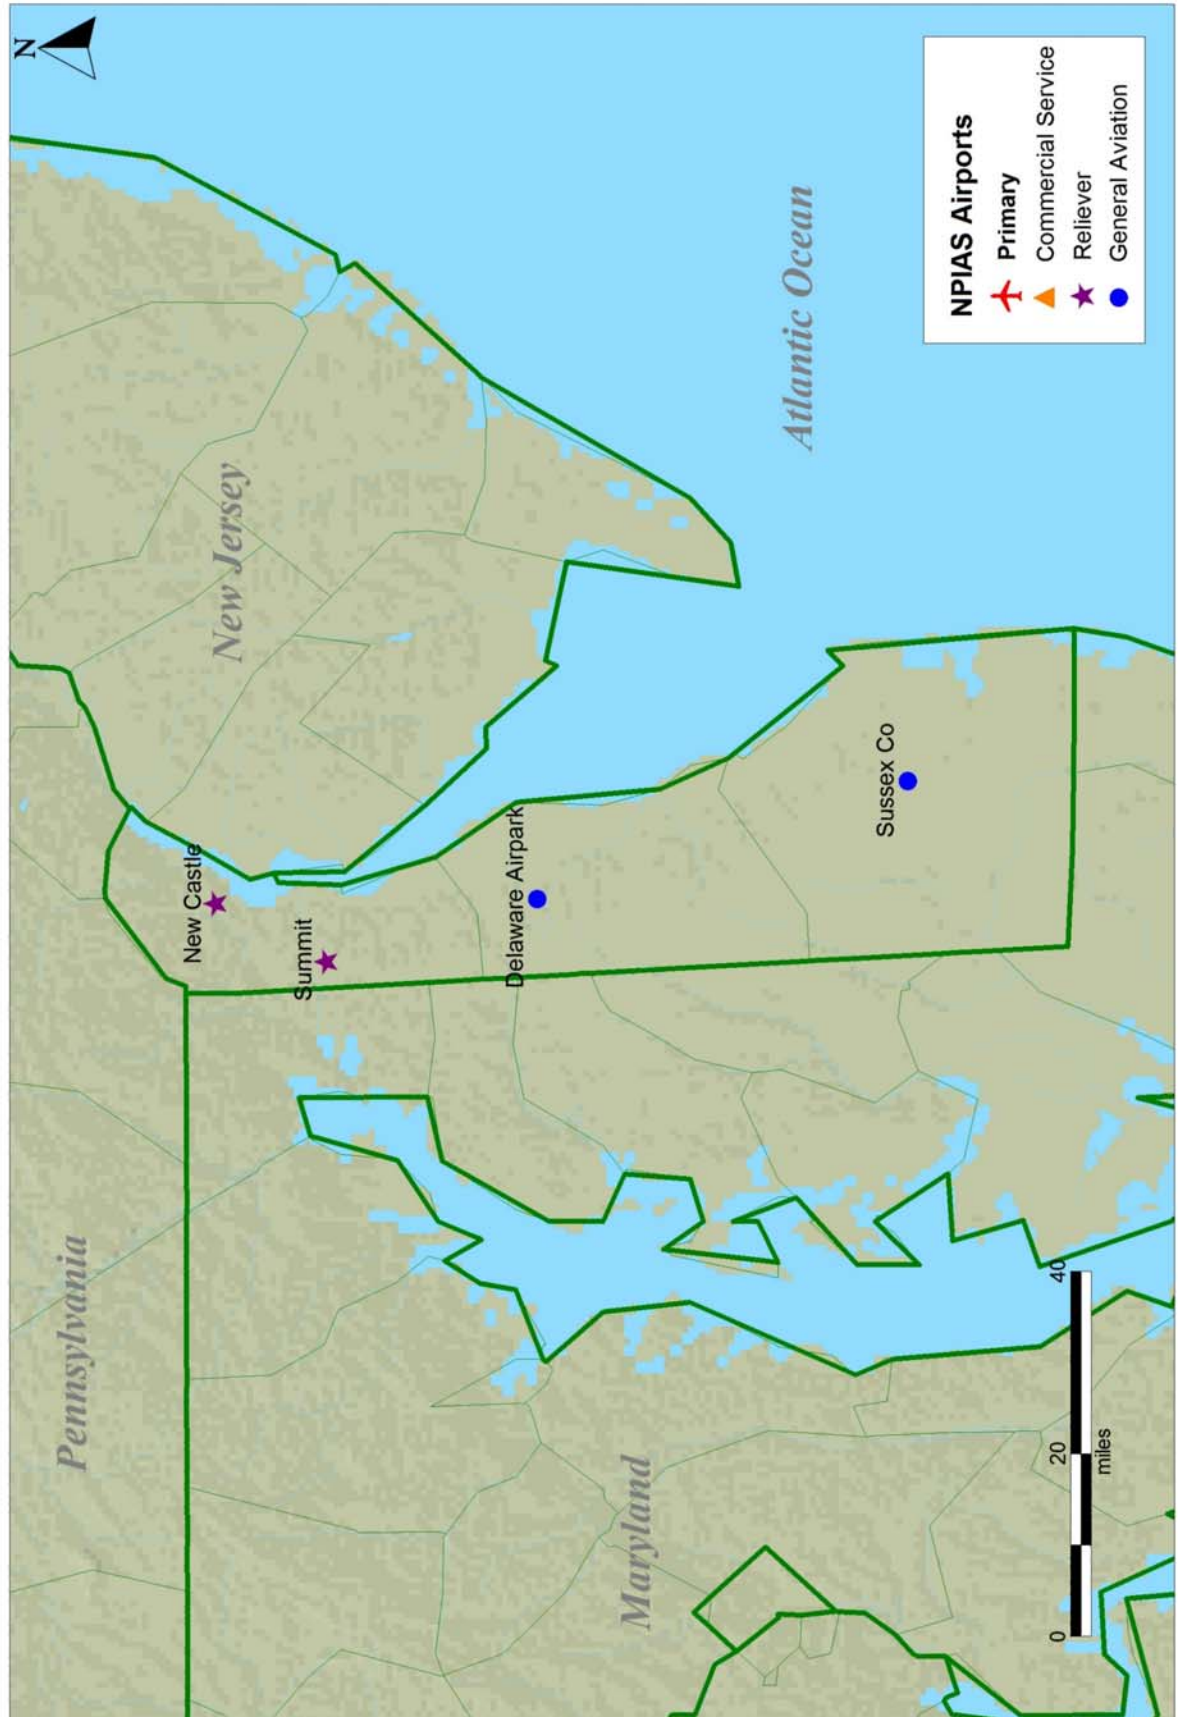 N
Pennsylvania
New Jersey
Maryland
Atlantic Ocean
New Castle
Summit
Delaware Airpark
Sussex Co
0
20
40
miles
NPIAS Airports
Primary
Commercial Service
Reliever
General Aviation